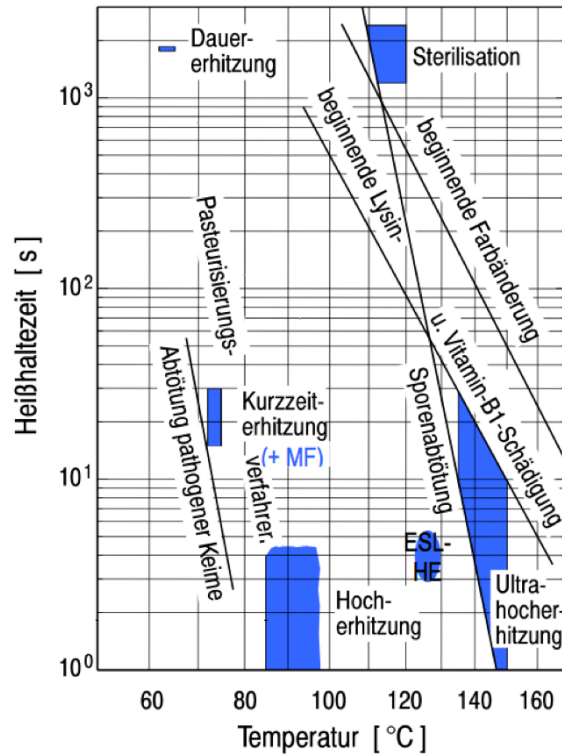 Dauer-
erhitzung
Sterilisation
beginnende Lysin-
u. Vitamin-B1-Schädigung
beginnende Farbänderung
Sporenabtötung
Pasteurisierungs-
verfahrer.
Abtötung pathogener Keime
Kurzzeit-
erhitzung
(+ MF)
Hoch-
erhitzung
ESL-
HE
Ultra-
hocher-
hitzung
Heißhaltezeit [ s ]
10³
10²
10¹
10⁰
60 80 100 120 140 160
Temperatur [ °C ]